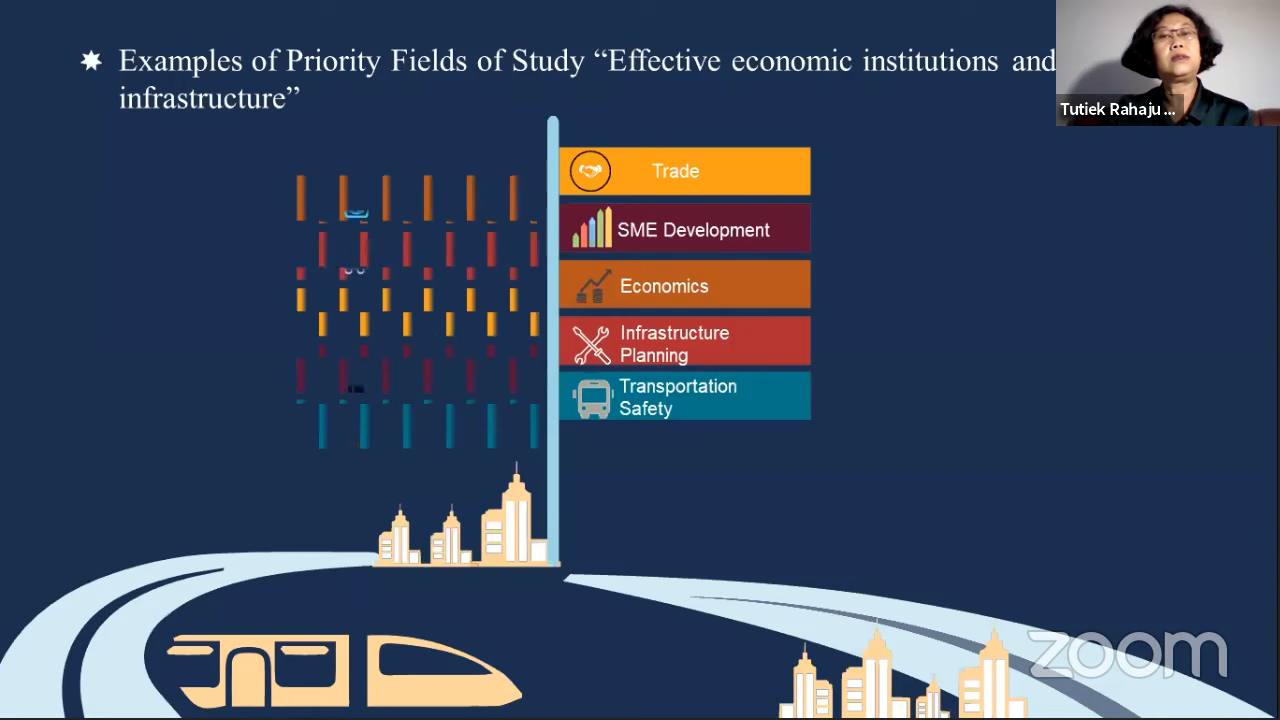 ✷ Examples of Priority Fields of Study “Effective economic institutions and
infrastructure”
Tutiek Rahaju ...
Trade
SME Development
Economics
Infrastructure
Planning
Transportation
Safety
zoom